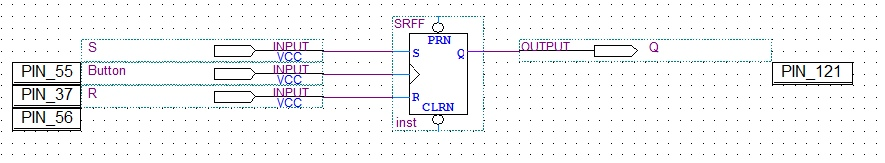 SRFF
PRN
S INPUT VCC S Q OUTPUT Q
PIN_55 Button INPUT VCC PIN_121
PIN_37 R INPUT VCC R
CLRN
PIN_56
inst